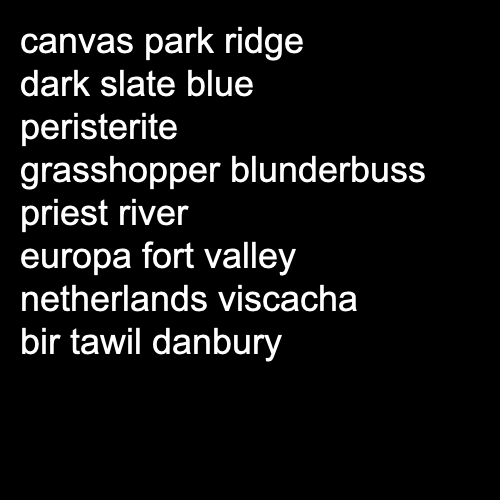 canvas park ridge
dark slate blue
peristerite
grasshopper blunderbuss
priest river
europa fort valley
netherlands viscacha
bir tawil danbury